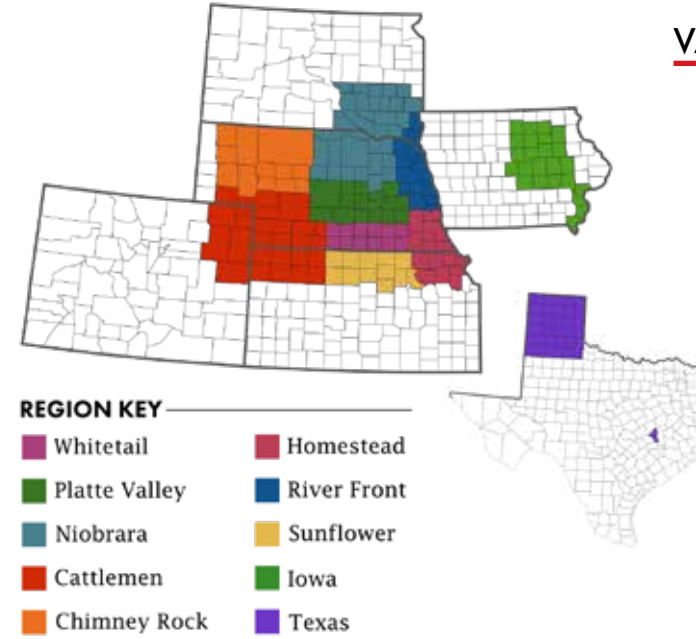 REGION KEY
Whitetail
Homestead
Platte Valley
River Front
Niobrara
Sunflower
Cattlemen
Iowa
Chimney Rock
Texas